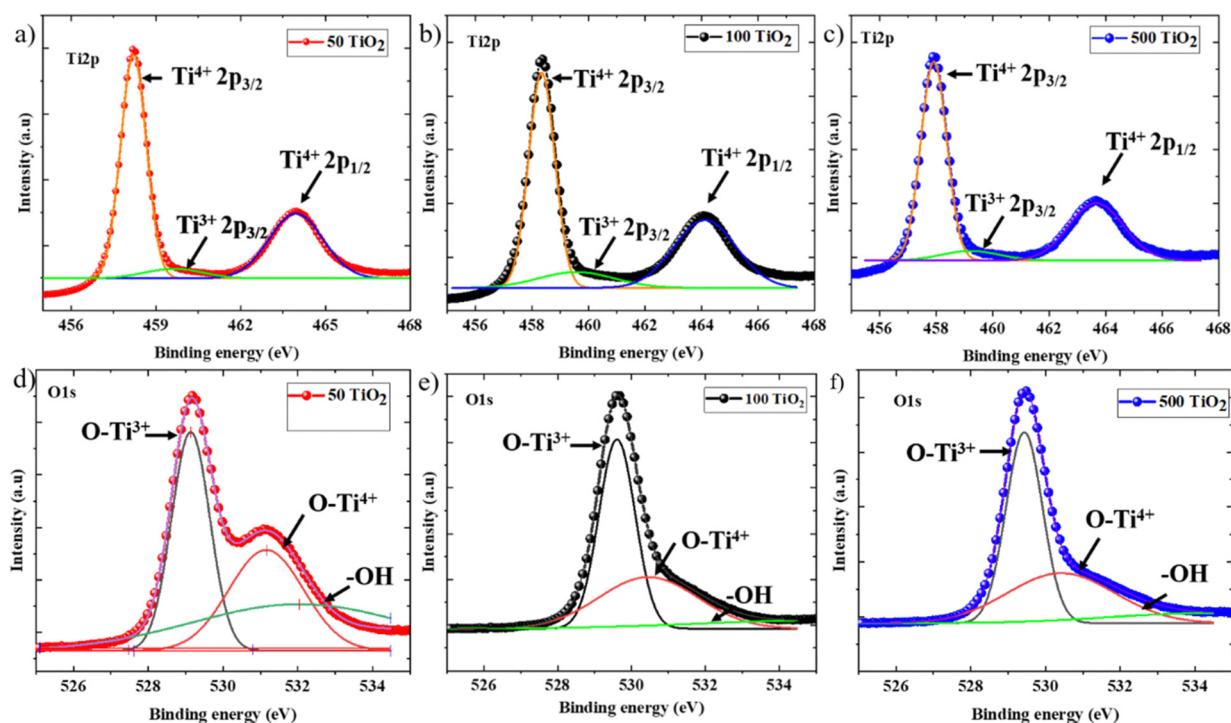 a)
Ti2p
50 TiO₂
Ti⁴⁺ 2p₃/₂
Ti⁴⁺ 2p₁/₂
Ti³⁺ 2p₃/₂
Intensity (a.u)
456 459 462 465 468
Binding energy (eV)
b)
Ti2p
100 TiO₂
Ti⁴⁺ 2p₃/₂
Ti⁴⁺ 2p₁/₂
Ti³⁺ 2p₃/₂
Intensity (a.u)
456 458 460 462 464 466 468
Binding energy (eV)
c)
Ti2p
500 TiO₂
Ti⁴⁺ 2p₃/₂
Ti⁴⁺ 2p₁/₂
Ti³⁺ 2p₃/₂
Intensity (a.u)
456 458 460 462 464 466 468
Binding energy (eV)
d)
O1s
50 TiO₂
O-Ti³⁺
O-Ti⁴⁺
-OH
Intensity (a.u)
526 528 530 532 534
Binding energy (eV)
e)
O1s
100 TiO₂
O-Ti³⁺
O-Ti⁴⁺
-OH
Intensity (a.u)
526 528 530 532 534
Binding energy (eV)
f)
O1s
500 TiO₂
O-Ti³⁺
O-Ti⁴⁺
-OH
Intensity (a.u)
526 528 530 532 534
Binding energy (eV)